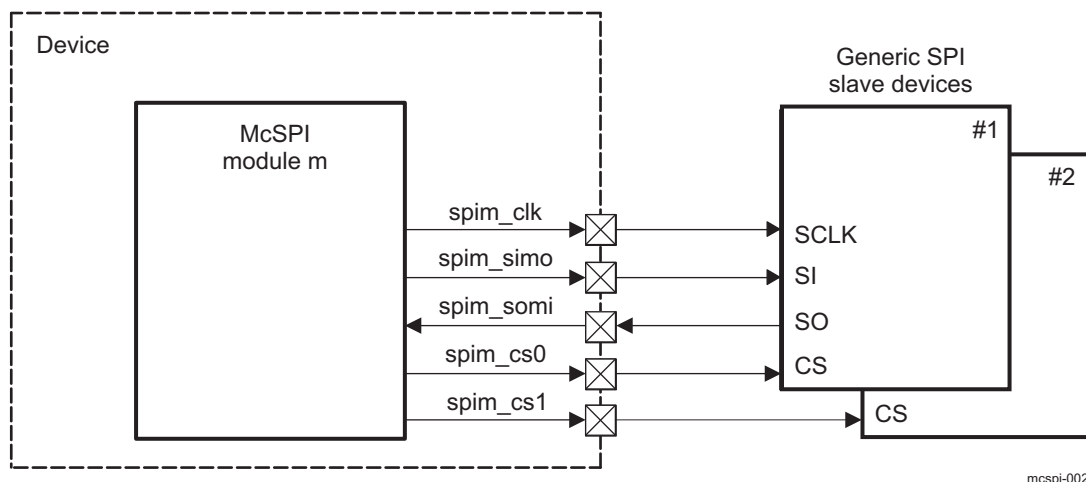 Device
Generic SPI
slave devices
McSPI
module m
#1
#2
spim_clk
SCLK
spim_simo
SI
spim_somi
SO
spim_cs0
CS
spim_cs1
CS
mcspi-002